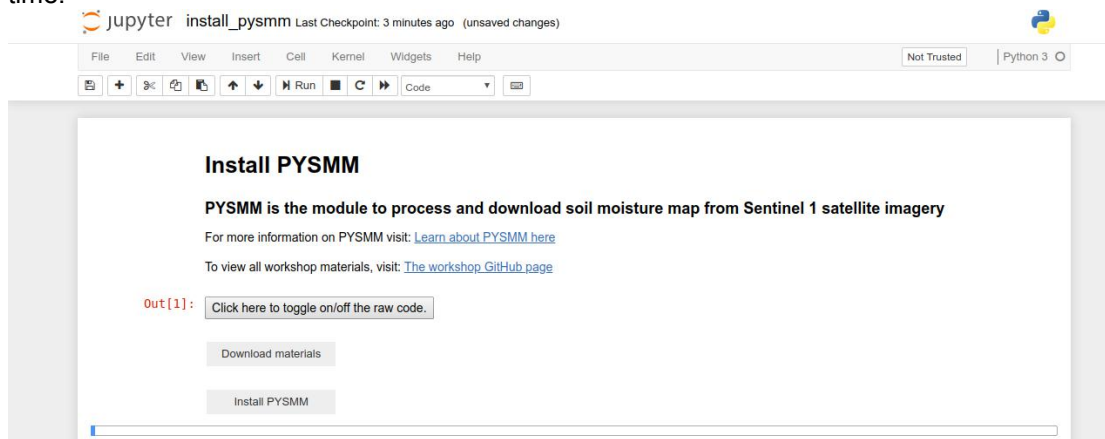 time.
jupyter install_pysmm Last Checkpoint: 3 minutes ago (unsaved changes)
File Edit View Insert Cell Kernel Widgets Help Not Trusted Python 3
Run Code
Install PYSMM
PYSMM is the module to process and download soil moisture map from Sentinel 1 satellite imagery
For more information on PYSMM visit: Learn about PYSMM here
To view all workshop materials, visit: The workshop GitHub page
Out[1]: Click here to toggle on/off the raw code.
Download materials
Install PYSMM